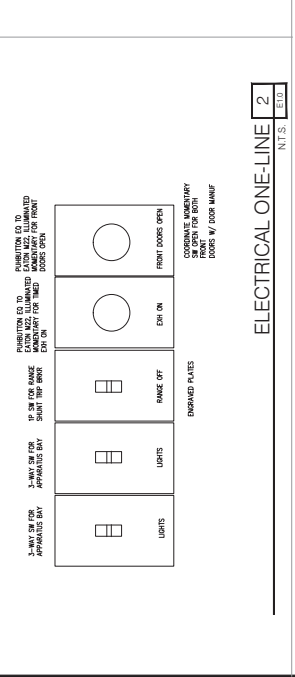 3-WAY SW FOR
APPARATUS BAY
3-WAY SW FOR
APPARATUS BAY
1P SW FOR RANGE
SHUNT TRIP BRKR
PUHBUTTON EQ TO
EATON M22, ILLUMINATED
MOMENTARY FOR TIMED
EXH ON
PUHBUTTON EQ TO
EATON M22, ILLUMINATED
MOMENTARY FOR FRONT
DOORS OPEN
LIGHTS
LIGHTS
RANGE OFF
EXH ON
FRONT DOORS OPEN
ENGRAVED PLATES
COORDINATE MOMENTARY
SW OPEN FOR BOTH
FRONT
DOORS W/ DOOR MANUF
ELECTRICAL ONE-LINE
2
E1.0
N.T.S.